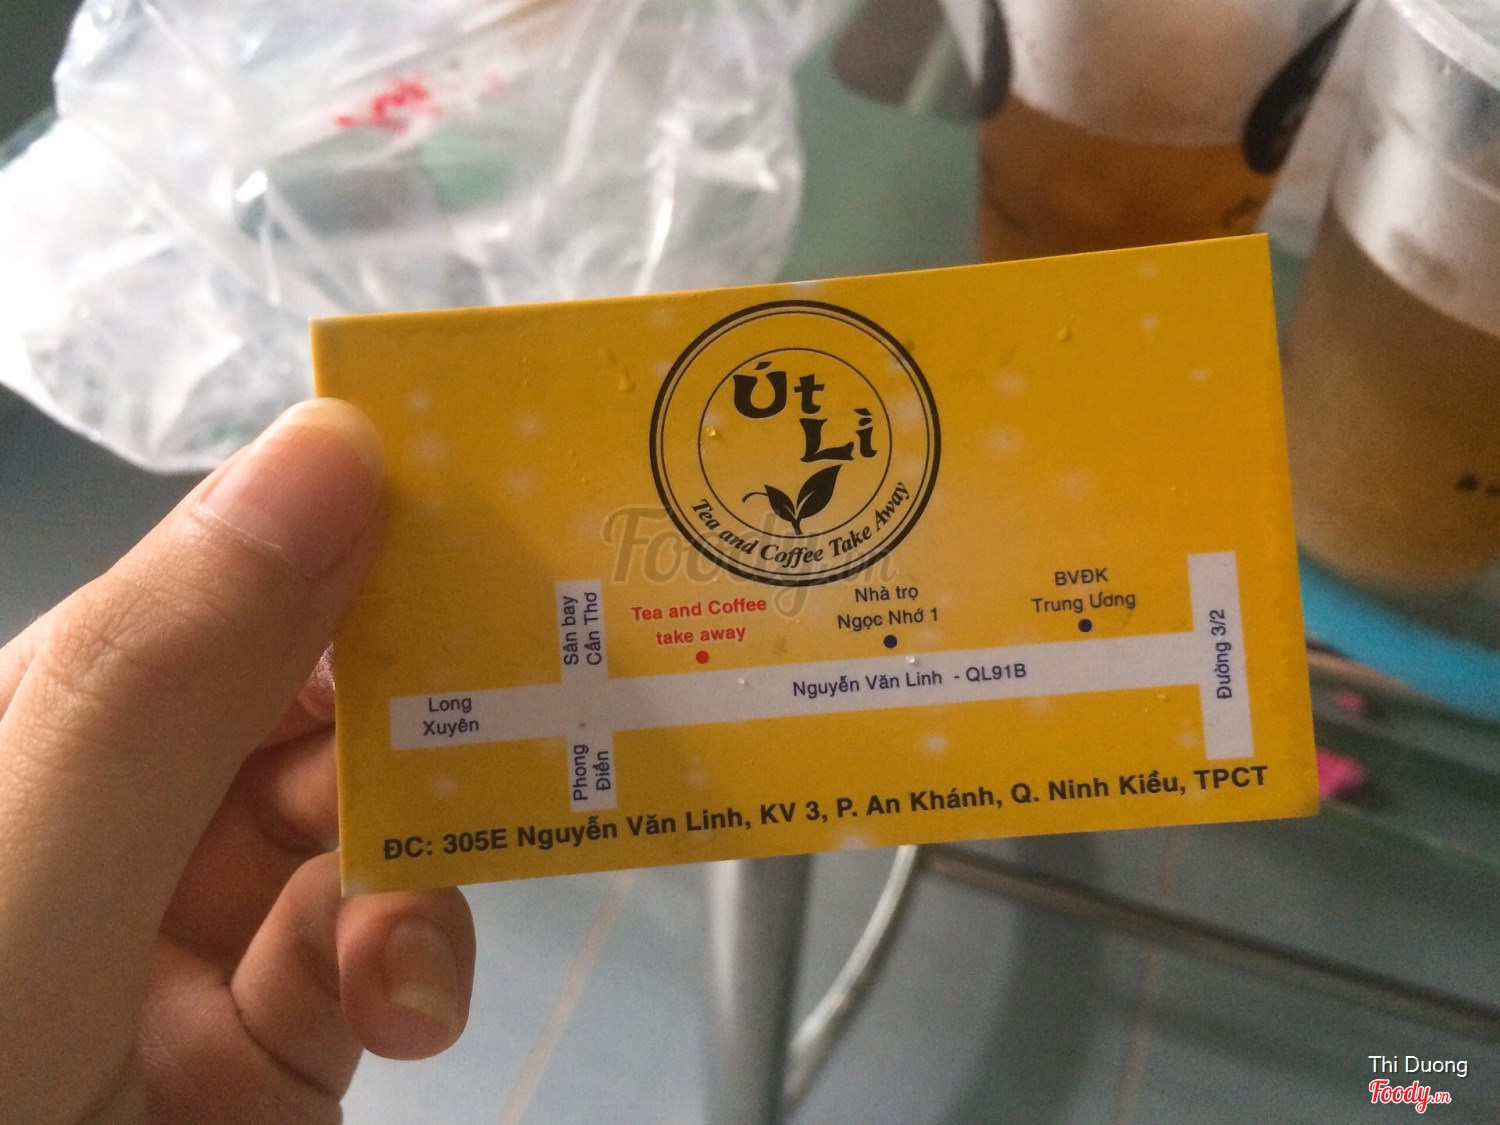 Út
Lì
Tea and Coffee Take Away
Foody.vn
Tea and Coffee
take away
Nhà trọ
Ngọc Nhớ 1
BVĐK
Trung Ương
Sân bay
Cần Thơ
Long
Xuyên
Nguyễn Văn Linh - QL91B
Đường 3/2
Phong
Điền
ĐC: 305E Nguyễn Văn Linh, KV 3, P. An Khánh, Q. Ninh Kiều, TPCT
Thi Duong
Foody.vn